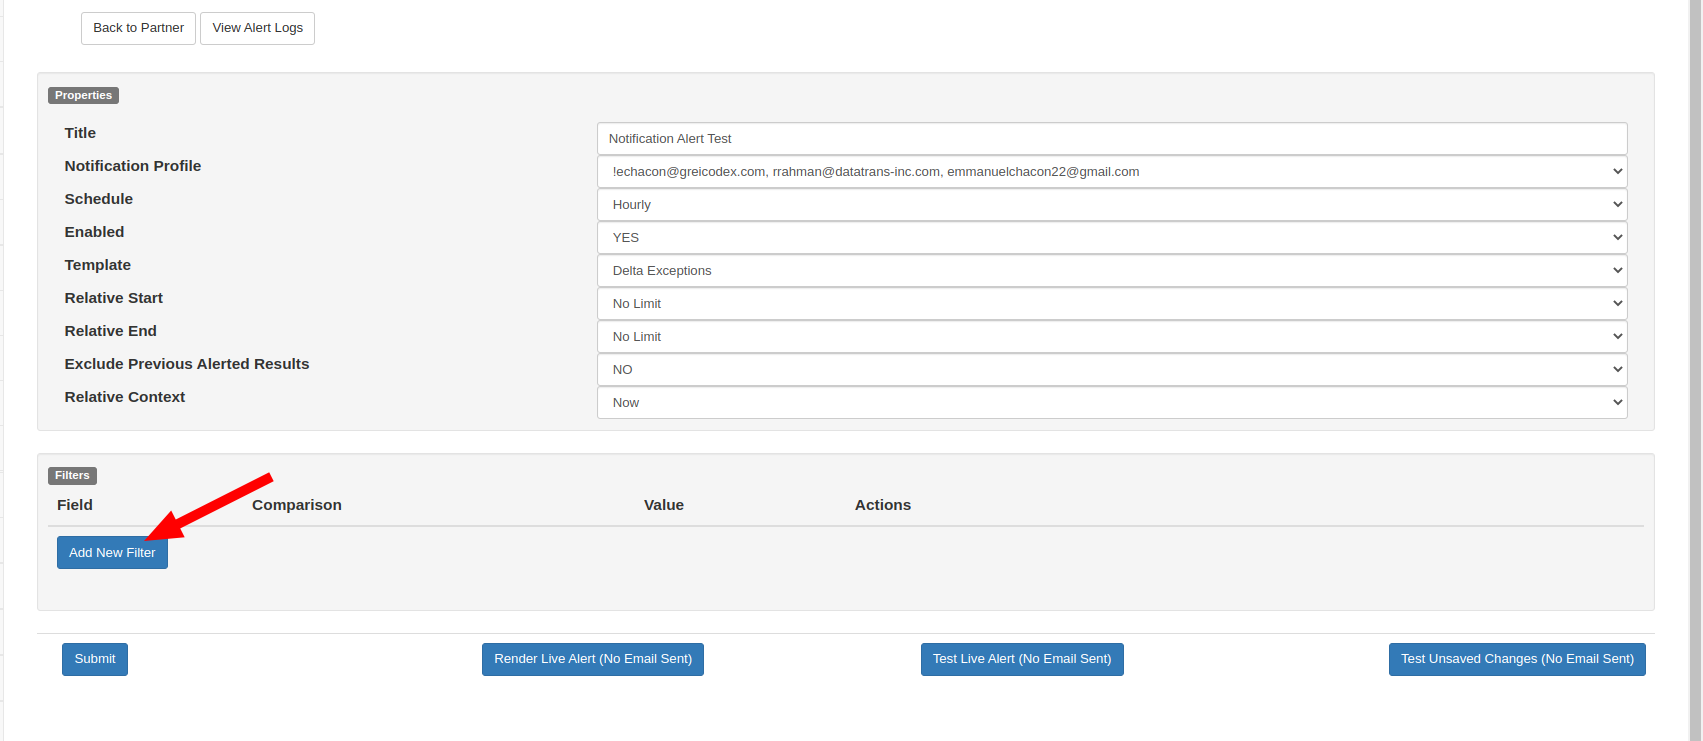 Back to Partner View Alert Logs
Properties
Title Notification Alert Test
Notification Profile !echacon@greicodex.com, rrahman@datatrans-inc.com, emmanuelchacon22@gmail.com
Schedule Hourly
Enabled YES
Template Delta Exceptions
Relative Start No Limit
Relative End No Limit
Exclude Previous Alerted Results NO
Relative Context Now
Filters
Field Comparison Value Actions
Add New Filter
Submit Render Live Alert (No Email Sent) Test Live Alert (No Email Sent) Test Unsaved Changes (No Email Sent)